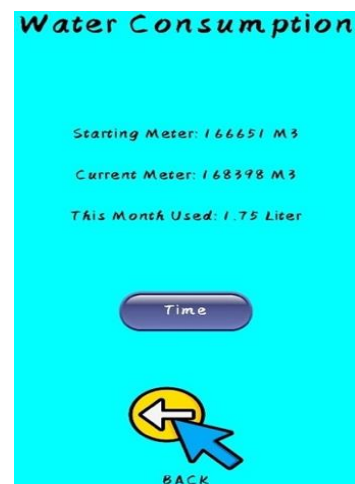 Water Consumption
Starting Meter: 166651 M3
Current Meter: 168398 M3
This Month Used: 1.75 Liter
Time
BACK